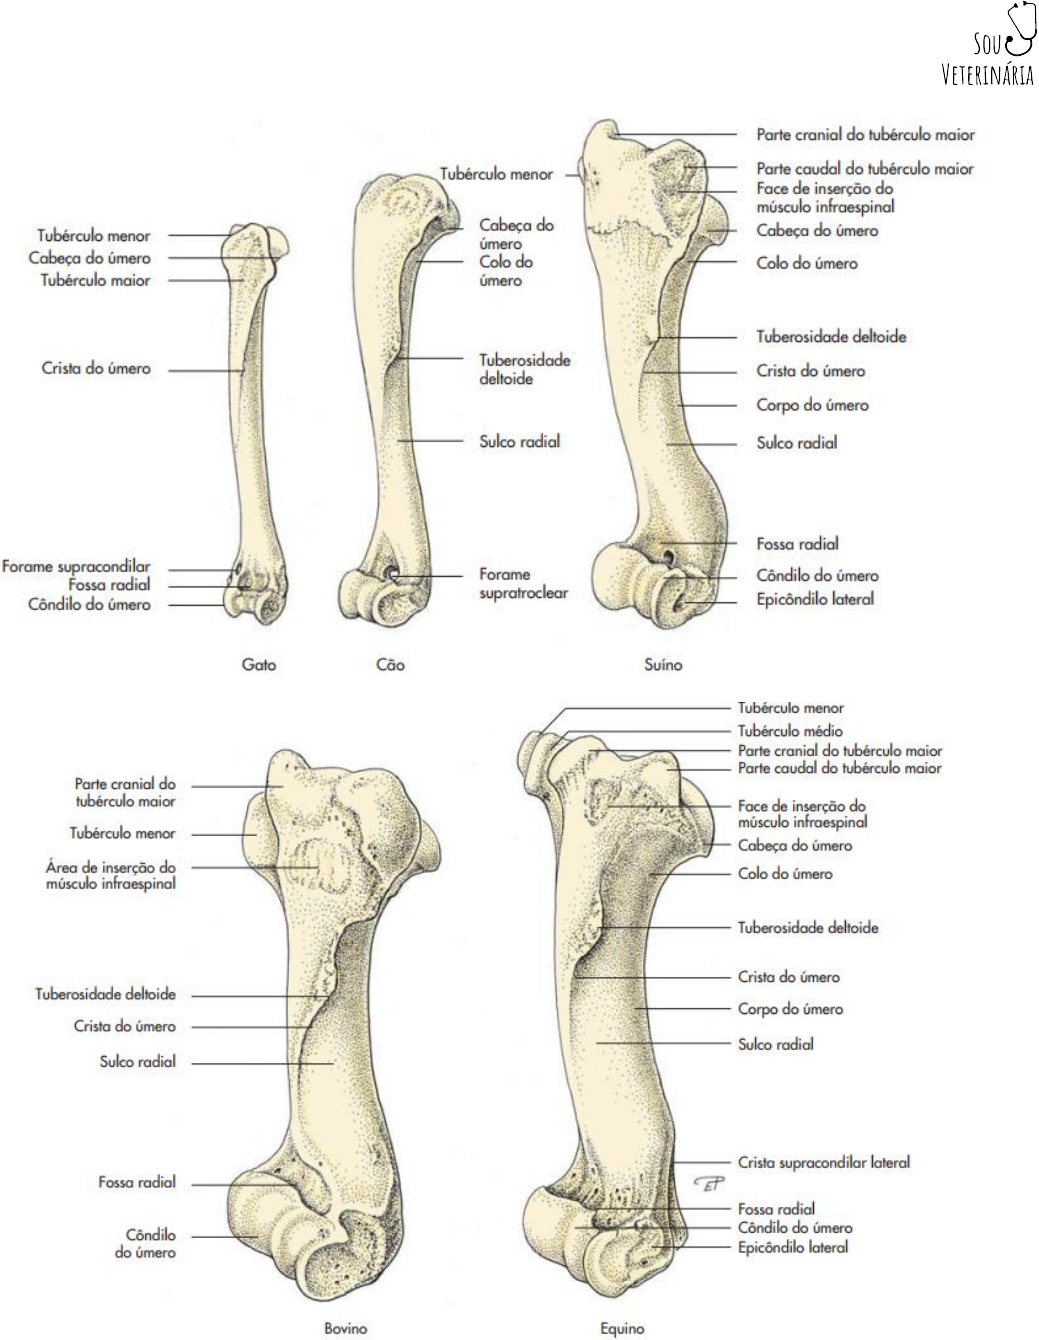 SOU
VETERINÁRIA
Tubérculo menor
Cabeça do úmero
Tubérculo maior
Crista do úmero
Forame supracondilar
Fossa radial
Côndilo do úmero
Gato
Cabeça do
úmero
Colo do
úmero
Tuberosidade
deltoide
Sulco radial
Forame
supratroclear
Cão
Tubérculo menor
Parte cranial do tubérculo maior
Parte caudal do tubérculo maior
Face de inserção do
músculo infraespinal
Cabeça do úmero
Colo do úmero
Tuberosidade deltoide
Crista do úmero
Corpo do úmero
Sulco radial
Fossa radial
Côndilo do úmero
Epicôndilo lateral
Suíno
Parte cranial do
tubérculo maior
Tubérculo menor
Área de inserção do
músculo infraespinal
Tuberosidade deltoide
Crista do úmero
Sulco radial
Fossa radial
Côndilo
do úmero
Bovino
Tubérculo menor
Tubérculo médio
Parte cranial do tubérculo maior
Parte caudal do tubérculo maior
Face de inserção do
músculo infraespinal
Cabeça do úmero
Colo do úmero
Tuberosidade deltoide
Crista do úmero
Corpo do úmero
Sulco radial
Crista supracondilar lateral
Fossa radial
Côndilo do úmero
Epicôndilo lateral
Equino